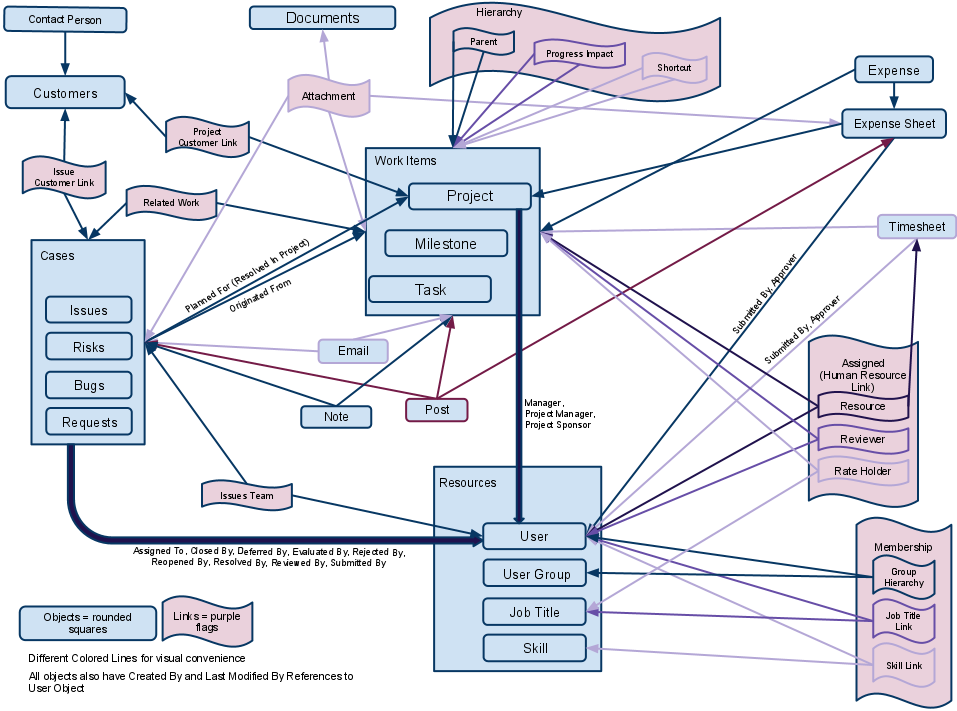 Contact Person
Documents
Hierarchy
Parent
Progress Impact
Shortcut
Expense
Customers
Attachment
Expense Sheet
Project
Customer Link
Work Items
Issue
Customer Link
Project
Related Work
Timesheet
Milestone
Cases
Planned For (Resolved In Project)
Originated From
Task
Submitted By, Approver
Submitted By, Approver
Issues
Risks
Email
Assigned
(Human Resource
Link)
Bugs
Resource
Note
Post
Manager,
Project Manager,
Project Sponsor
Requests
Reviewer
Rate Holder
Resources
Issues Team
User
Assigned To, Closed By, Deferred By, Evaluated By, Rejected By,
Reopened By, Resolved By, Reviewed By, Submitted By
Membership
User Group
Group
Hierarchy
Job Title
Job Title
Link
Skill
Skill Link
Objects = rounded
squares
Links = purple
flags
Different Colored Lines for visual convenience
All objects also have Created By and Last Modified By References to
User Object